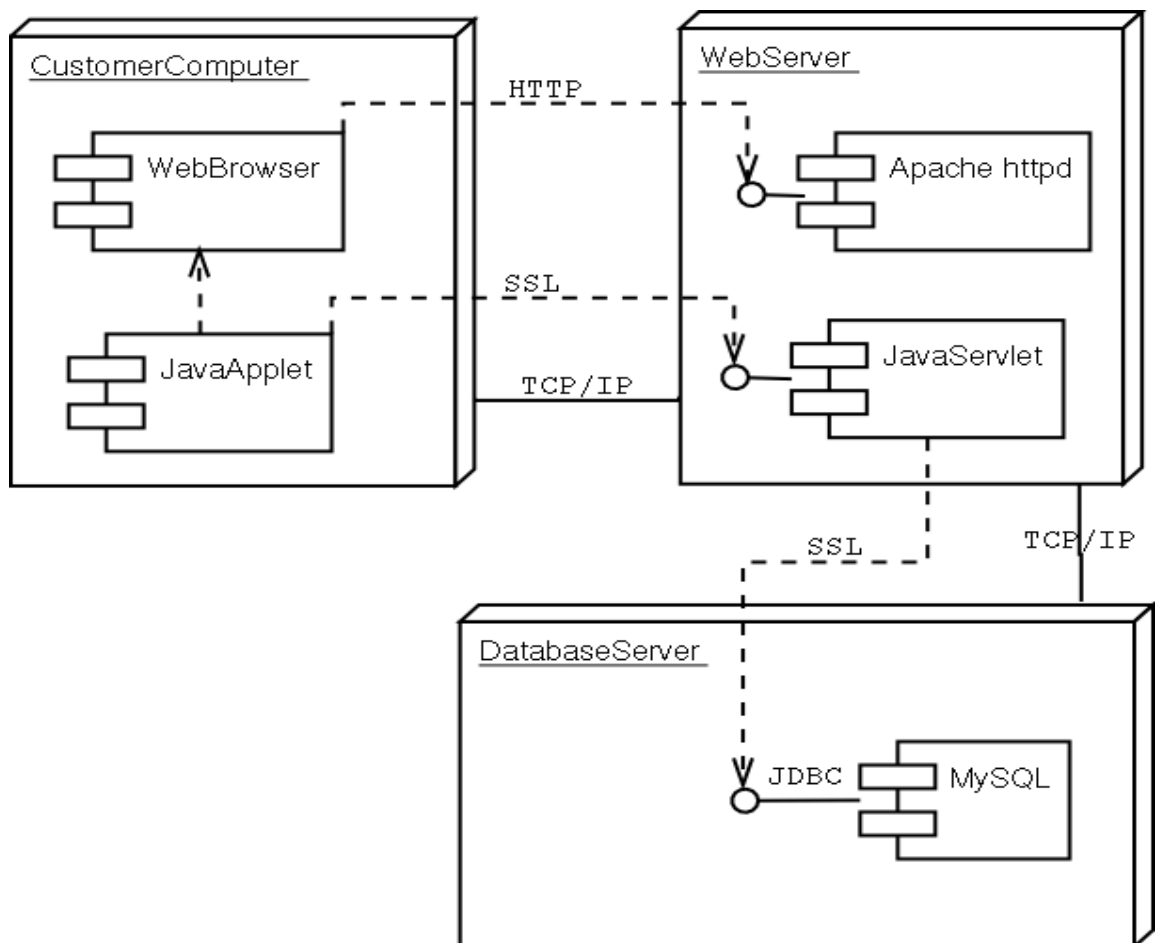 CustomerComputer
WebServer
HTTP
WebBrowser
Apache httpd
SSL
JavaApplet
JavaServlet
TCP/IP
SSL
TCP/IP
DatabaseServer
JDBC
MySQL